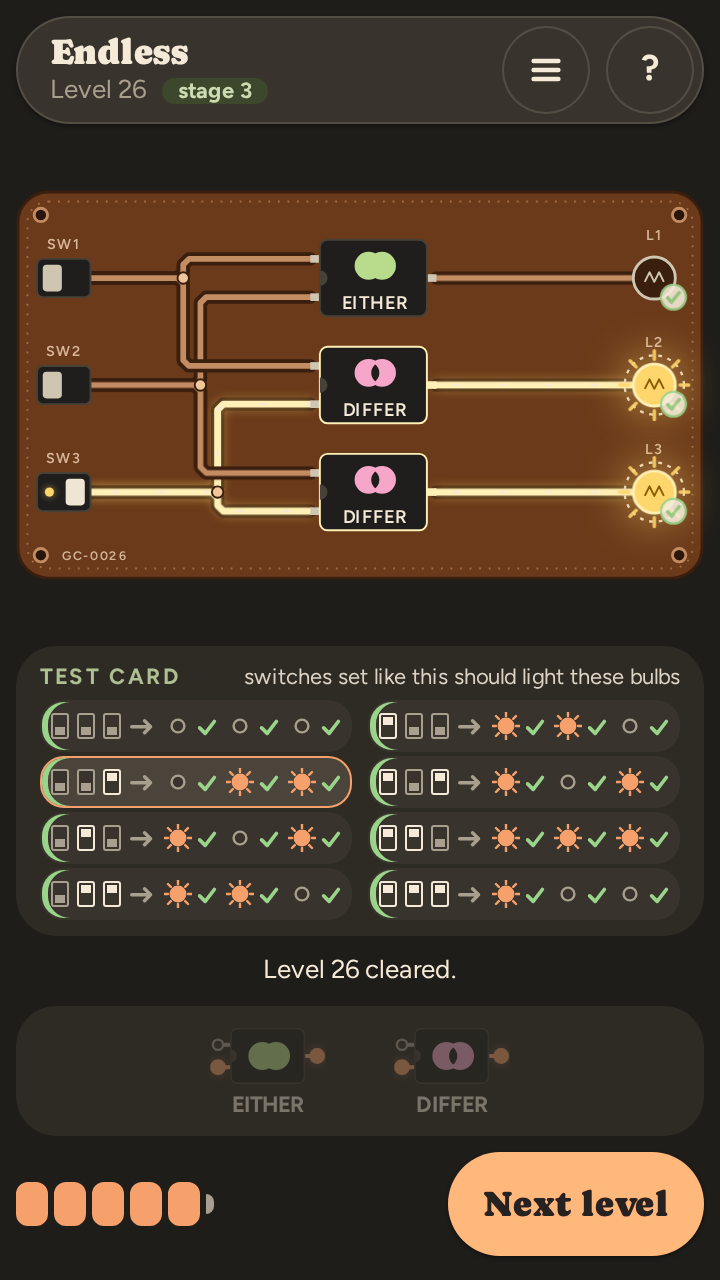 Endless
Level 26 stage 3
?
SW1
L1
EITHER
SW2
L2
DIFFER
SW3
L3
DIFFER
GC-0026
TEST CARD switches set like this should light these bulbs
Level 26 cleared.
EITHER DIFFER
Next level